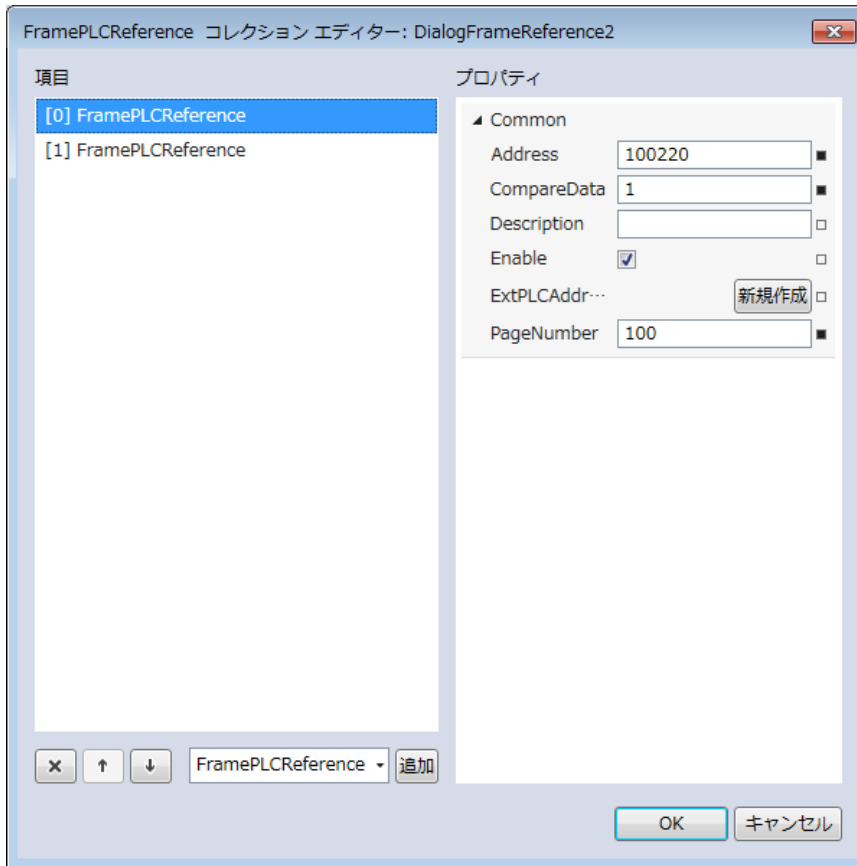 FramePLCReference コレクション エディター: DialogFrameReference2
項目
[0] FramePLCReference
[1] FramePLCReference
FramePLCReference
追加
プロパティ
Common
Address 100220
CompareData 1
Description
Enable
ExtPLCAddr… 新規作成
PageNumber 100
OK キャンセル